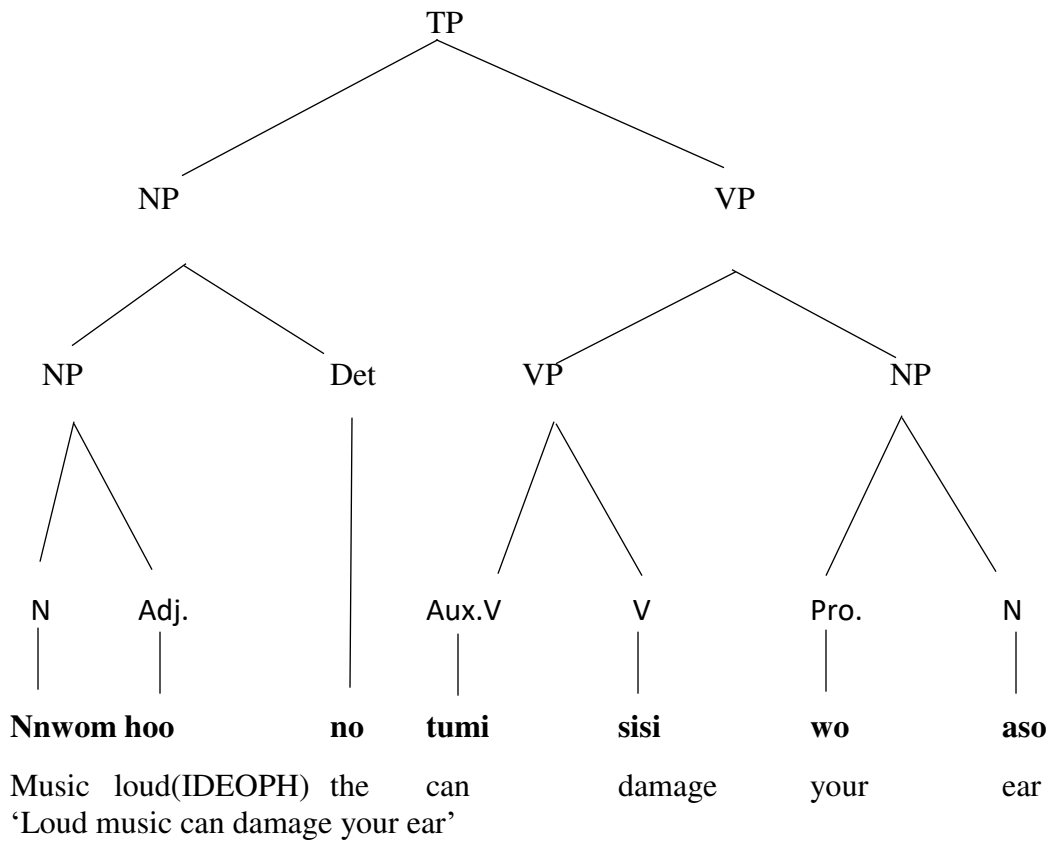 TP
NP VP
NP Det VP NP
N Adj. Aux.V V Pro. N
Nnwom hoo no tumi sisi wo aso
Music loud(IDEOPH) the can damage your ear
‘Loud music can damage your ear’